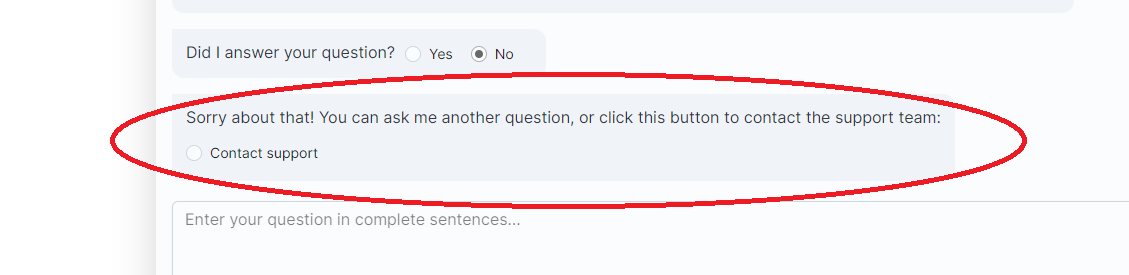 Did I answer your question? Yes No
Sorry about that! You can ask me another question, or click this button to contact the support team:
Contact support
Enter your question in complete sentences...